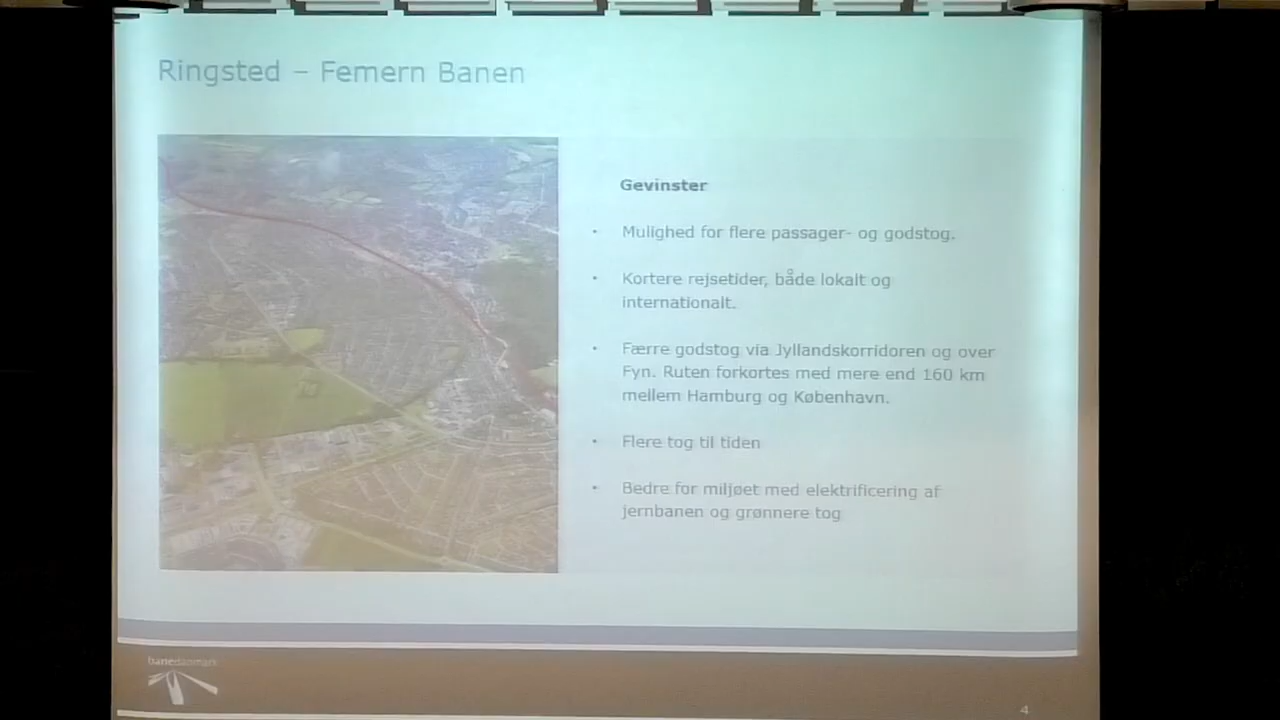 Ringsted – Femern Banen
Gevinster
• Mulighed for flere passager- og godstog.
• Kortere rejsetider, både lokalt og
internationalt.
• Færre godstog via Jyllandskorridoren og over
Fyn. Ruten forkortes med mere end 160 km
mellem Hamburg og København.
• Flere tog til tiden
• Bedre for miljøet med elektrificering af
jernbanen og grønnere tog
banedanmark
4